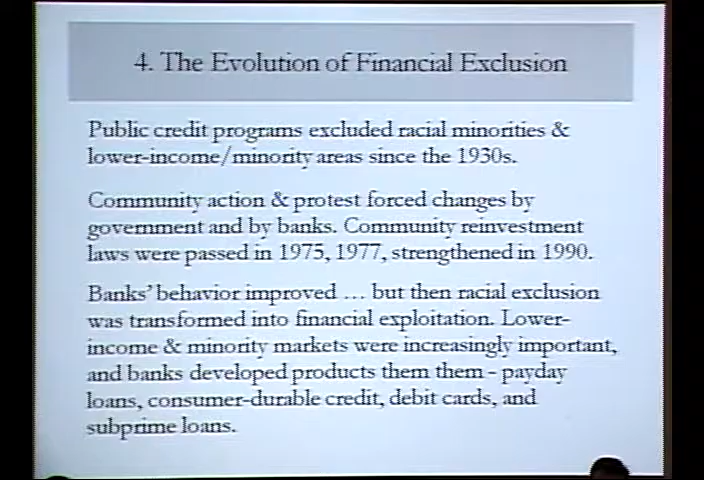 4. The Evolution of Financial Exclusion
Public credit programs excluded racial minorities &
lower-income/minority areas since the 1930s.
Community action & protest forced changes by
government and by banks. Community reinvestment
laws were passed in 1975, 1977, strengthened in 1990.
Banks' behavior improved ... but then racial exclusion
was transformed into financial exploitation. Lower-
income & minority markets were increasingly important,
and banks developed products them them - payday
loans, consumer-durable credit, debit cards, and
subprime loans.